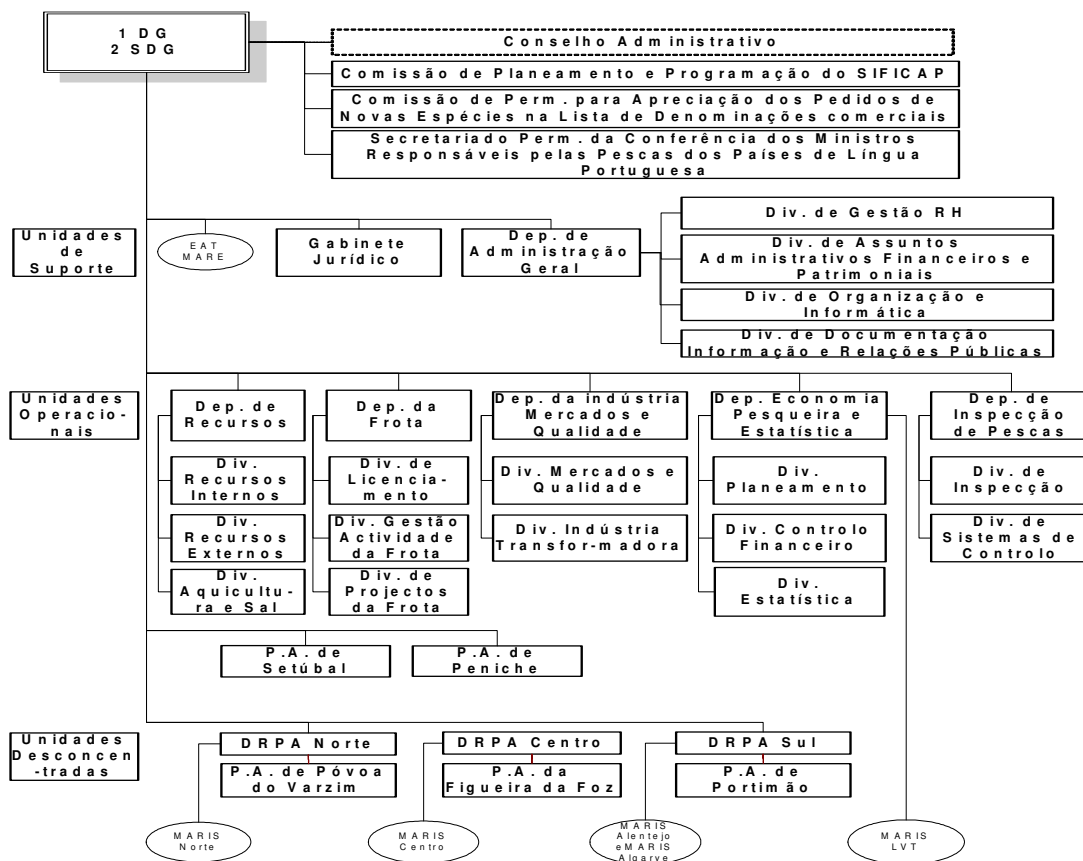 1 DG
2 SDG
Conselho Administrativo
Comissão de Planeamento e Programação do SIFICAP
Comissão de Perm. para Apreciação dos Pedidos de
Novas Espécies na Lista de Denominações comerciais
Secretariado Perm. da Conferência dos Ministros
Responsáveis pelas Pescas dos Países de Língua
Portuguesa
Unidades
de
Suporte
EAT
MARE
Gabinete
Jurídico
Dep. de
Administração
Geral
Div. de Gestão RH
Div. de Assuntos
Administrativos Financeiros e
Patrimoniais
Div. de Organização e
Informática
Div. de Documentação
Informação e Relações Públicas
Unidades
Operacio-
nais
Dep. de
Recursos
Dep. da
Frota
Dep. da indústria
Mercados e
Qualidade
Dep. Economia
Pesqueira e
Estatística
Dep. de
Inspecção
de Pescas
Div.
Recursos
Internos
Div. de
Licencia-
mento
Div. Mercados e
Qualidade
Div.
Planeamento
Div. de
Inspecção
Div.
Recursos
Externos
Div. Gestão
Actividade
da Frota
Div. Indústria
Transfor-madora
Div. Controlo
Financeiro
Div. de
Sistemas de
Controlo
Div.
Aquicultu-
ra e Sal
Div. de
Projectos
da Frota
Div.
Estatística
P.A. de
Setúbal
P.A. de
Peniche
Unidades
Desconcen
-tradas
DRPA Norte
DRPA Centro
DRPA Sul
P.A. de Póvoa
do Varzim
P.A. da
Figueira da Foz
P.A. de
Portimão
MARIS
Norte
MARIS
Centro
MARIS
Alentejo
e MARIS
Algarve
MARIS
LVT